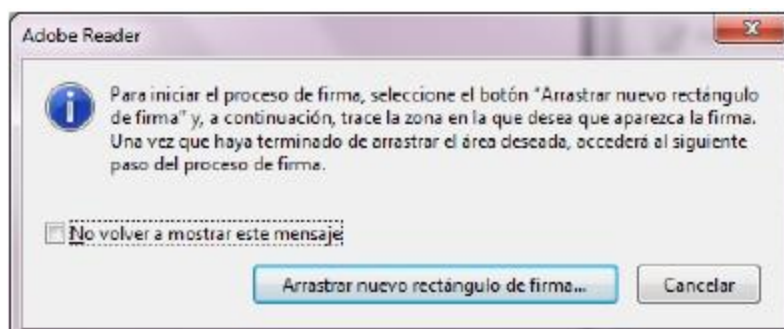 Adobe Reader
Para iniciar el proceso de firma, seleccione el botón "Arrastrar nuevo rectángulo
de firma" y, a continuación, trace la zona en la que desea que aparezca la firma.
Una vez que haya terminado de arrastrar el área deseada, accederá al siguiente
paso del proceso de firma.
No volver a mostrar este mensaje
Arrastrar nuevo rectángulo de firma...
Cancelar